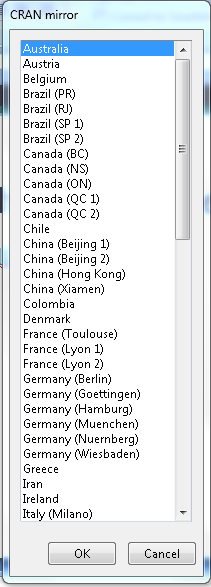 CRAN mirror
Australia
Austria
Belgium
Brazil (PR)
Brazil (RJ)
Brazil (SP 1)
Brazil (SP 2)
Canada (BC)
Canada (NS)
Canada (ON)
Canada (QC 1)
Canada (QC 2)
Chile
China (Beijing 1)
China (Beijing 2)
China (Hong Kong)
China (Xiamen)
Colombia
Denmark
France (Toulouse)
France (Lyon 1)
France (Lyon 2)
Germany (Berlin)
Germany (Goettingen)
Germany (Hamburg)
Germany (Muenchen)
Germany (Nuernberg)
Germany (Wiesbaden)
Greece
Iran
Ireland
Italy (Milano)
OK Cancel